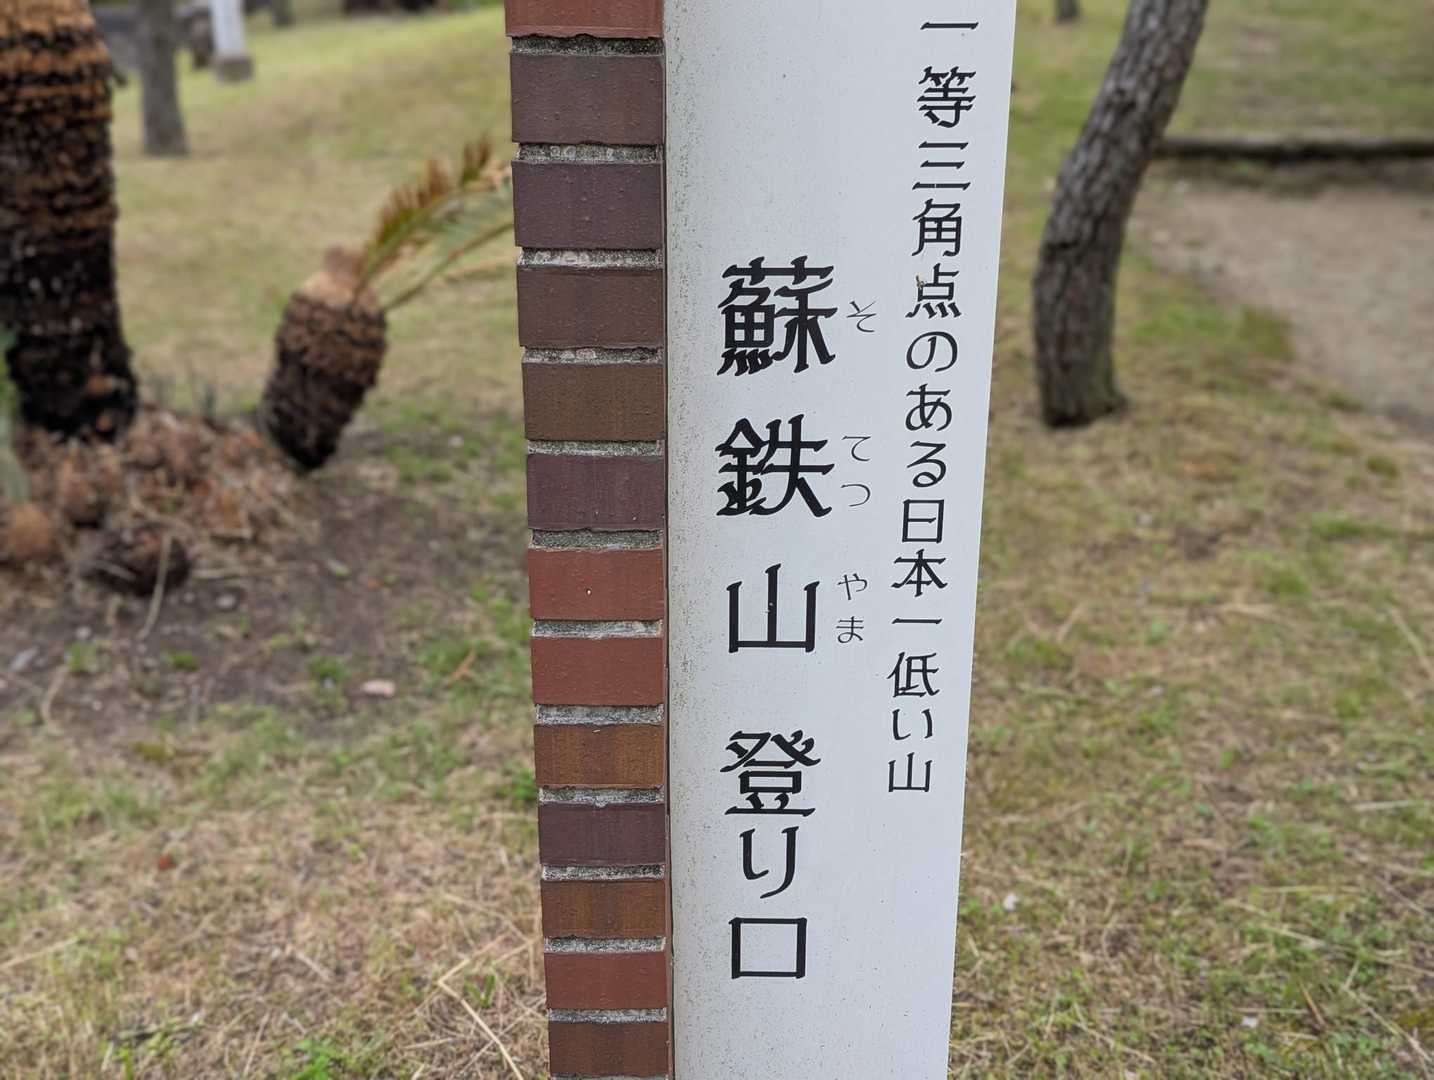 一等三角点のある日本一低い山
蘇鉄山登り口
そ てつ やま